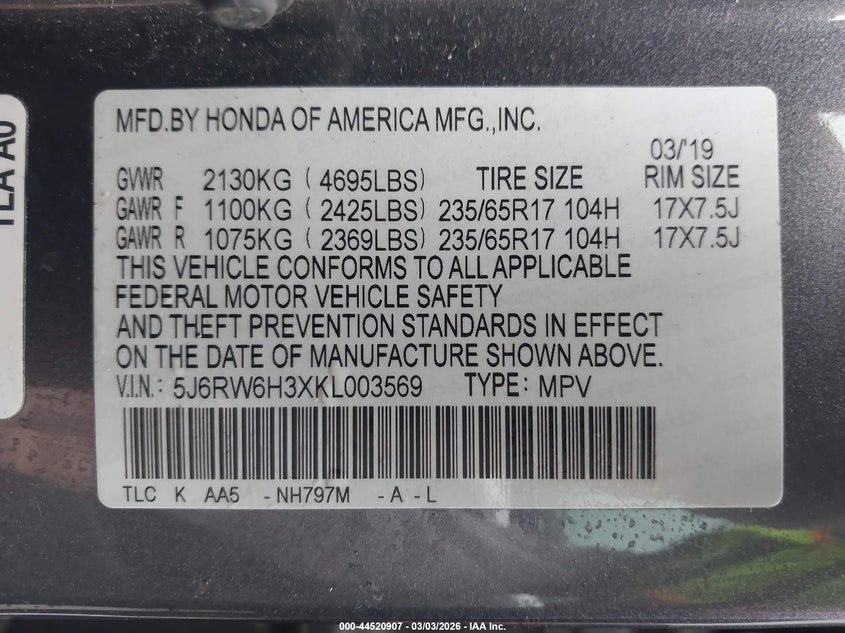 TLA A0
MFD.BY HONDA OF AMERICA MFG.,INC.
03/'19
GVWR 2130KG ( 4695LBS) TIRE SIZE RIM SIZE
GAWR F 1100KG ( 2425LBS) 235/65R17 104H 17X7.5J
GAWR R 1075KG ( 2369LBS) 235/65R17 104H 17X7.5J
THIS VEHICLE CONFORMS TO ALL APPLICABLE
FEDERAL MOTOR VEHICLE SAFETY
AND THEFT PREVENTION STANDARDS IN EFFECT
ON THE DATE OF MANUFACTURE SHOWN ABOVE.
V.I.N.: 5J6RW6H3XKL003569 TYPE: MPV
TLC K AA5 - NH797M - A - L
000-44520907 - 03/03/2026 - IAA Inc.